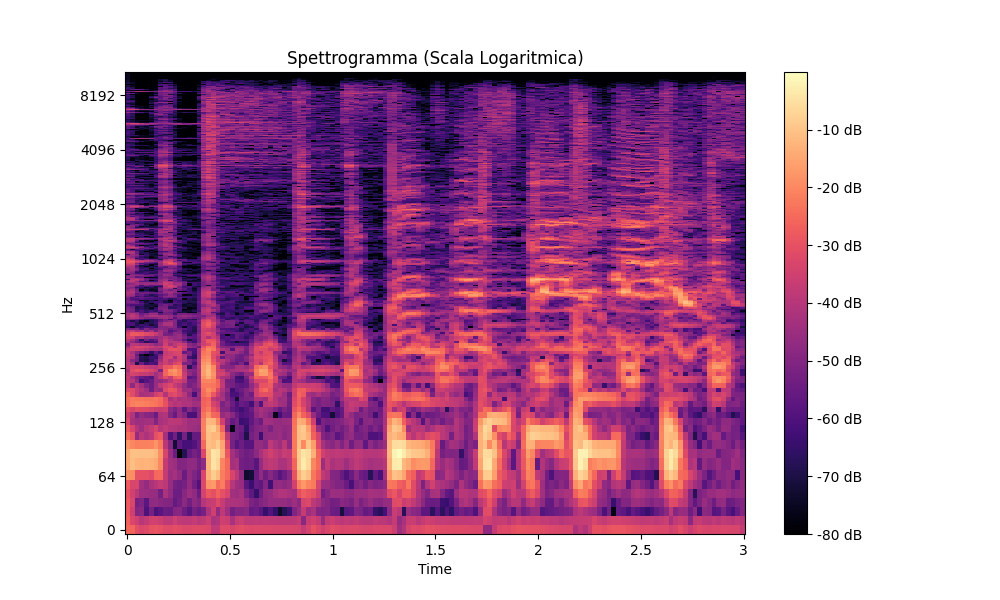 Spettrogramma (Scala Logaritmica)
Hz
8192
4096
2048
1024
512
256
128
64
0
0
0.5
1
1.5
2
2.5
3
Time
-10 dB
-20 dB
-30 dB
-40 dB
-50 dB
-60 dB
-70 dB
-80 dB